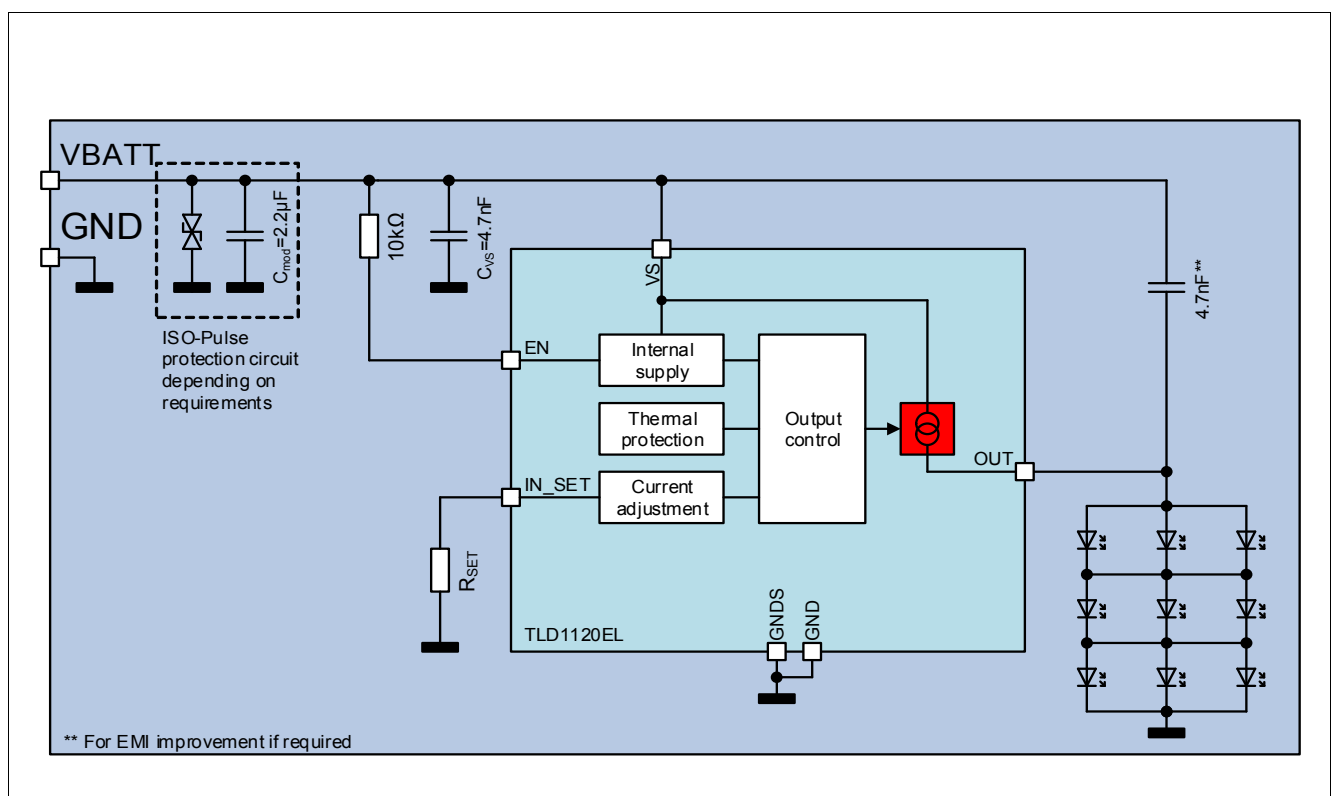 VBATT
GND
Cmod=2.2µF
ISO-Pulse
protection circuit
depending on
requirements
10kΩ
CVS=4.7nF
4.7nF**
VS
EN
Internal
supply
Thermal
protection
Output
control
OUT
IN_SET
Current
adjustment
RSET
GNDS
GND
TLD1120EL
** For EMI improvement if required